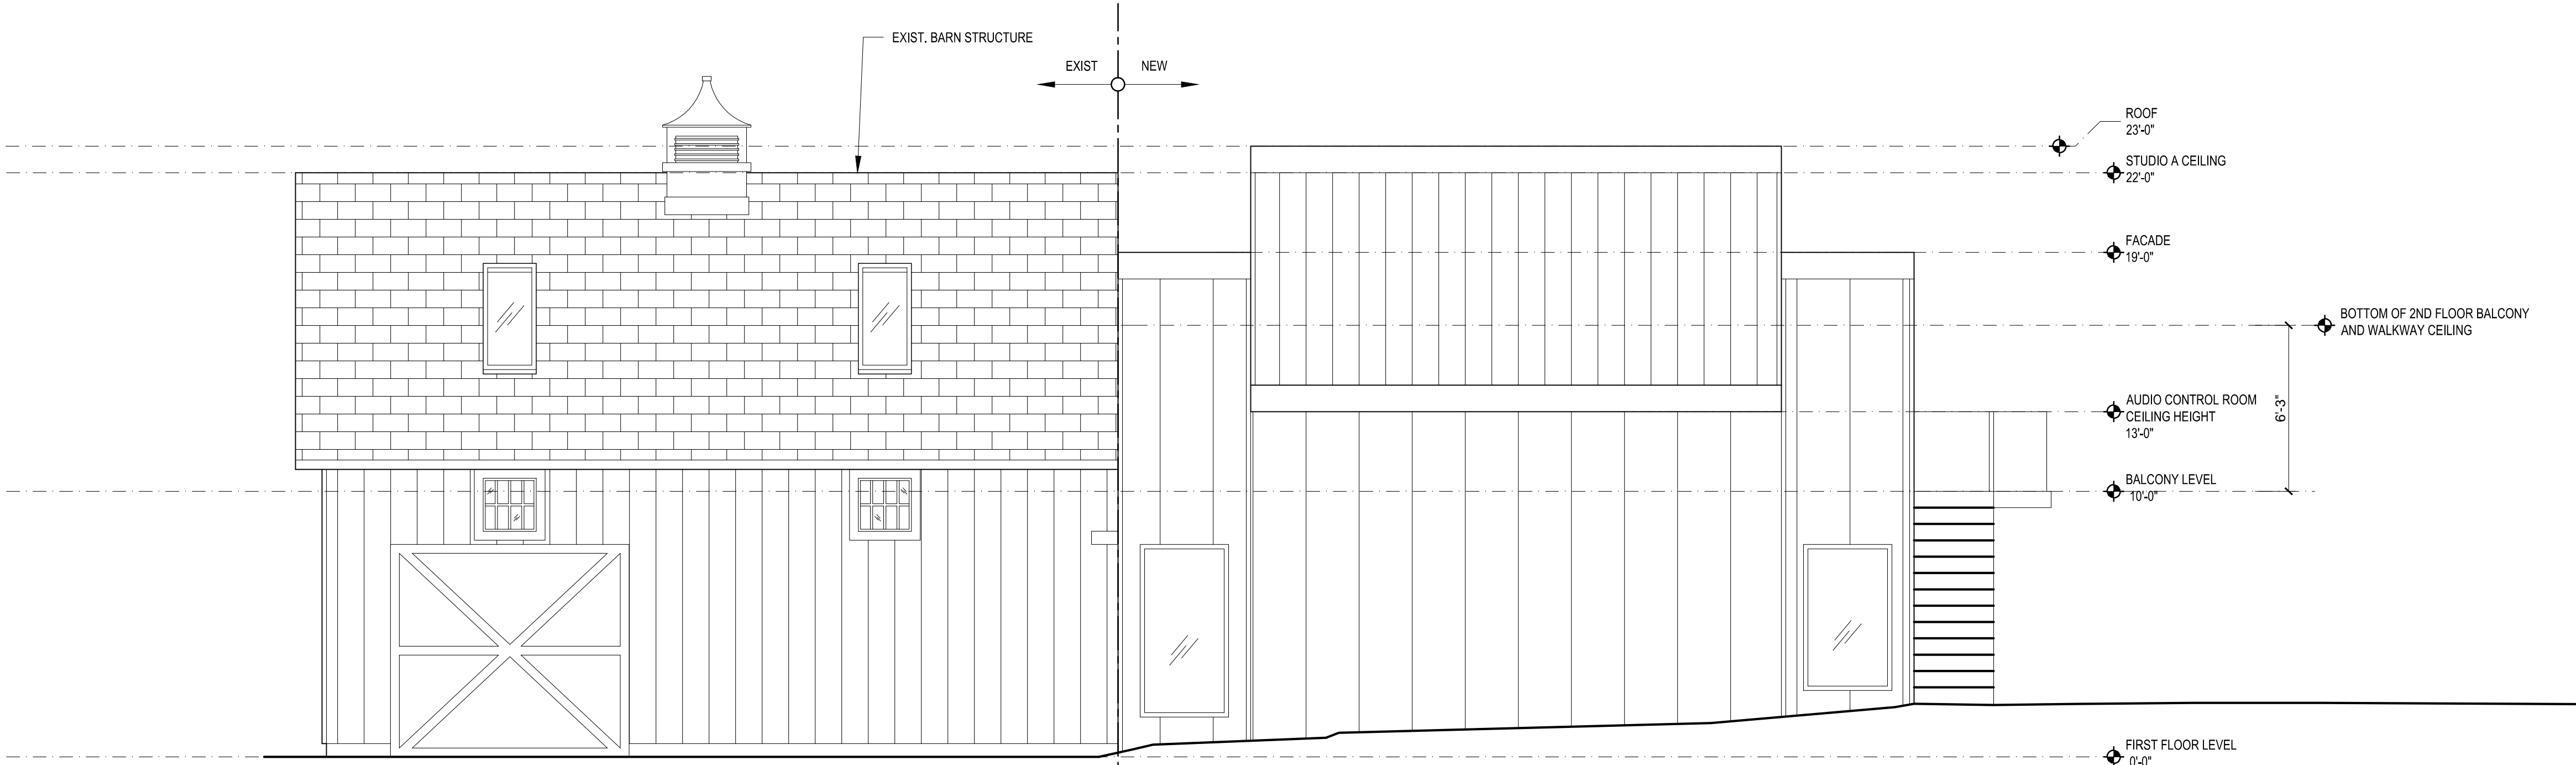 EXIST. BARN STRUCTURE
EXIST
NEW
ROOF
23'-0"
STUDIO A CEILING
22'-0"
FACADE
19'-0"
BOTTOM OF 2ND FLOOR BALCONY
AND WALKWAY CEILING
AUDIO CONTROL ROOM
CEILING HEIGHT
13'-0"
6'-3"
BALCONY LEVEL
10'-0"
FIRST FLOOR LEVEL
0'-0"